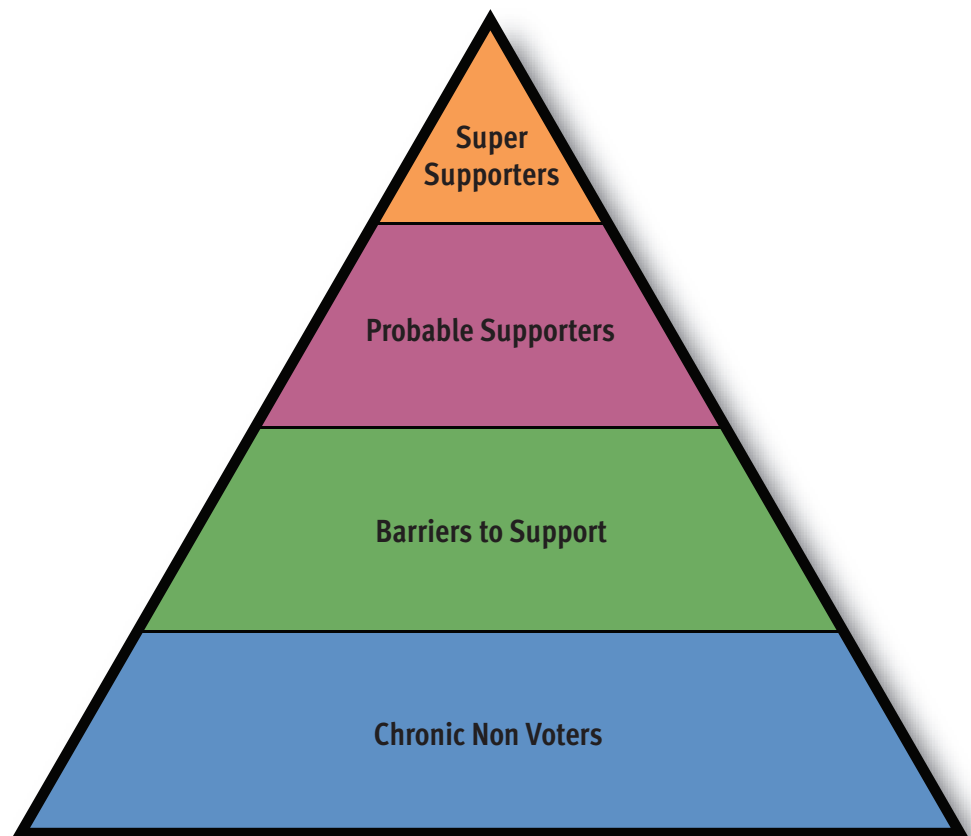 Super
Supporters
Probable Supporters
Barriers to Support
Chronic Non Voters